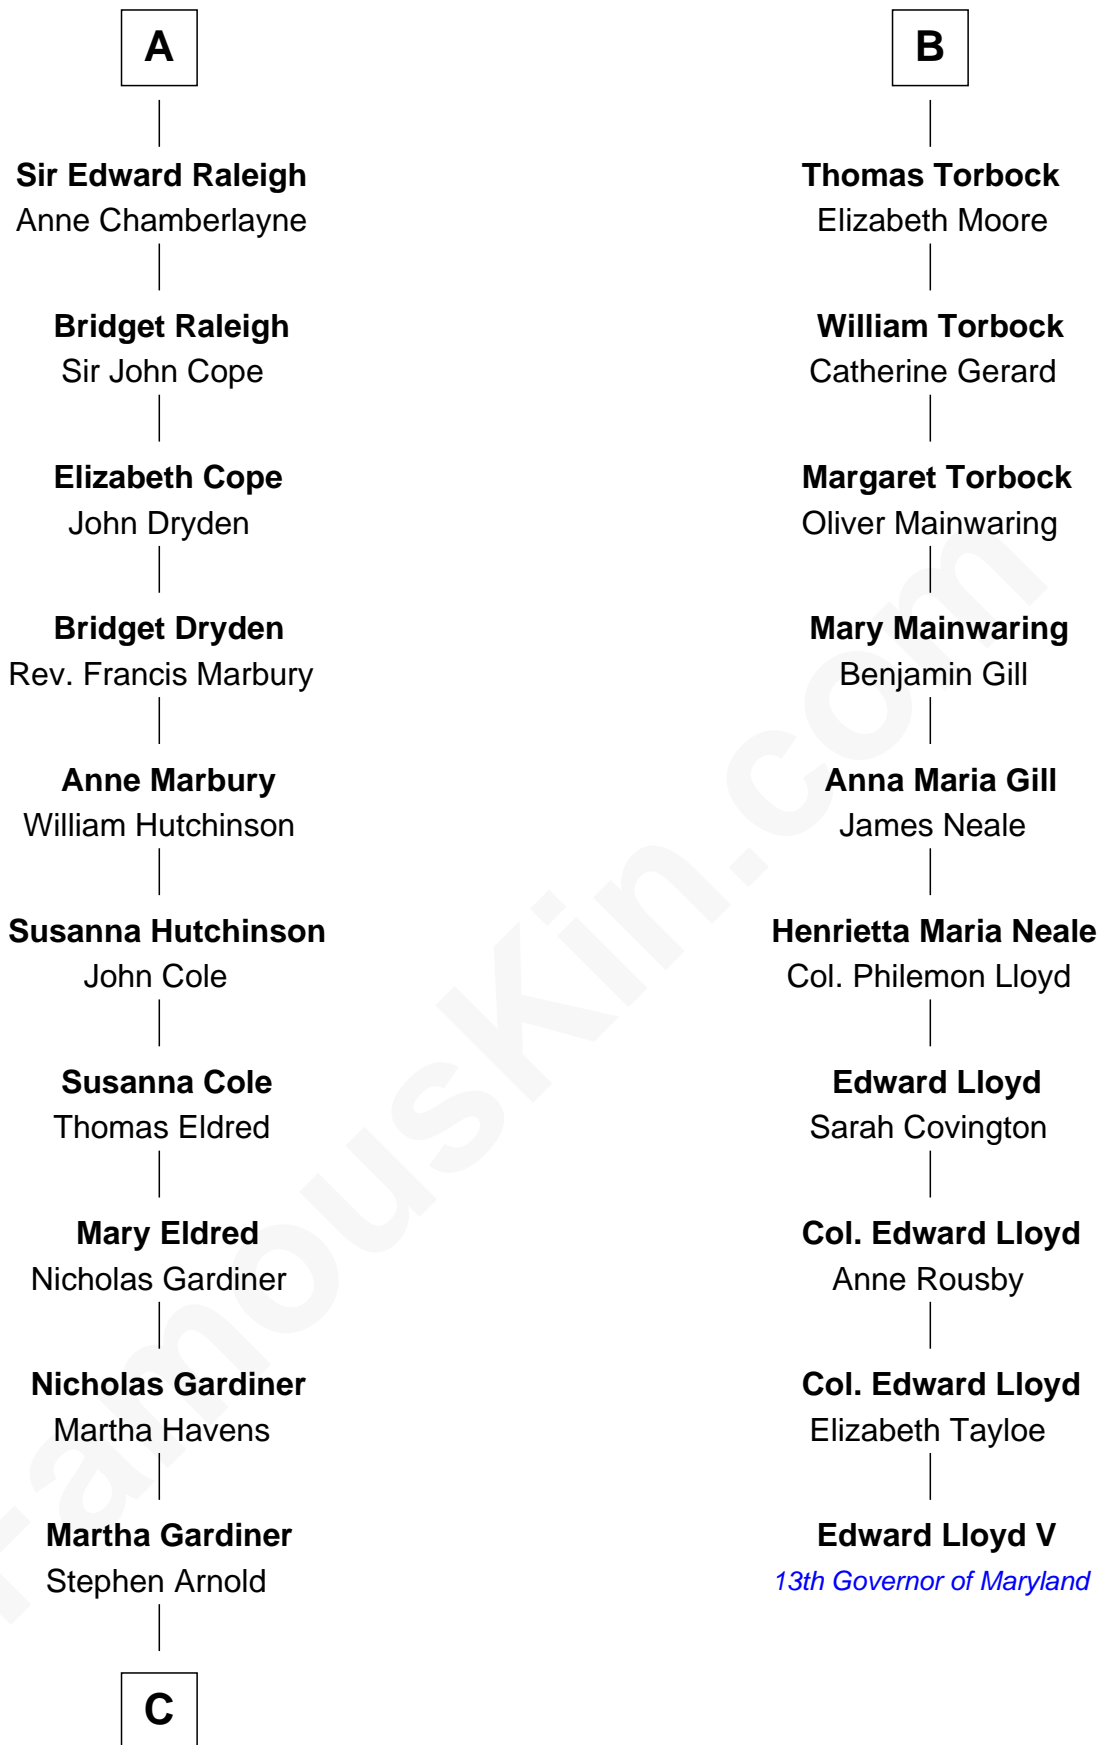 A
Sir Edward Raleigh
Anne Chamberlayne
Bridget Raleigh
Sir John Cope
Elizabeth Cope
John Dryden
Bridget Dryden
Rev. Francis Marbury
Anne Marbury
William Hutchinson
Susanna Hutchinson
John Cole
Susanna Cole
Thomas Eldred
Mary Eldred
Nicholas Gardiner
Nicholas Gardiner
Martha Havens
Martha Gardiner
Stephen Arnold
C
B
Thomas Torbock
Elizabeth Moore
William Torbock
Catherine Gerard
Margaret Torbock
Oliver Mainwaring
Mary Mainwaring
Benjamin Gill
Anna Maria Gill
James Neale
Henrietta Maria Neale
Col. Philemon Lloyd
Edward Lloyd
Sarah Covington
Col. Edward Lloyd
Anne Rousby
Col. Edward Lloyd
Elizabeth Tayloe
Edward Lloyd V
13th Governor of Maryland
FamousKin.com